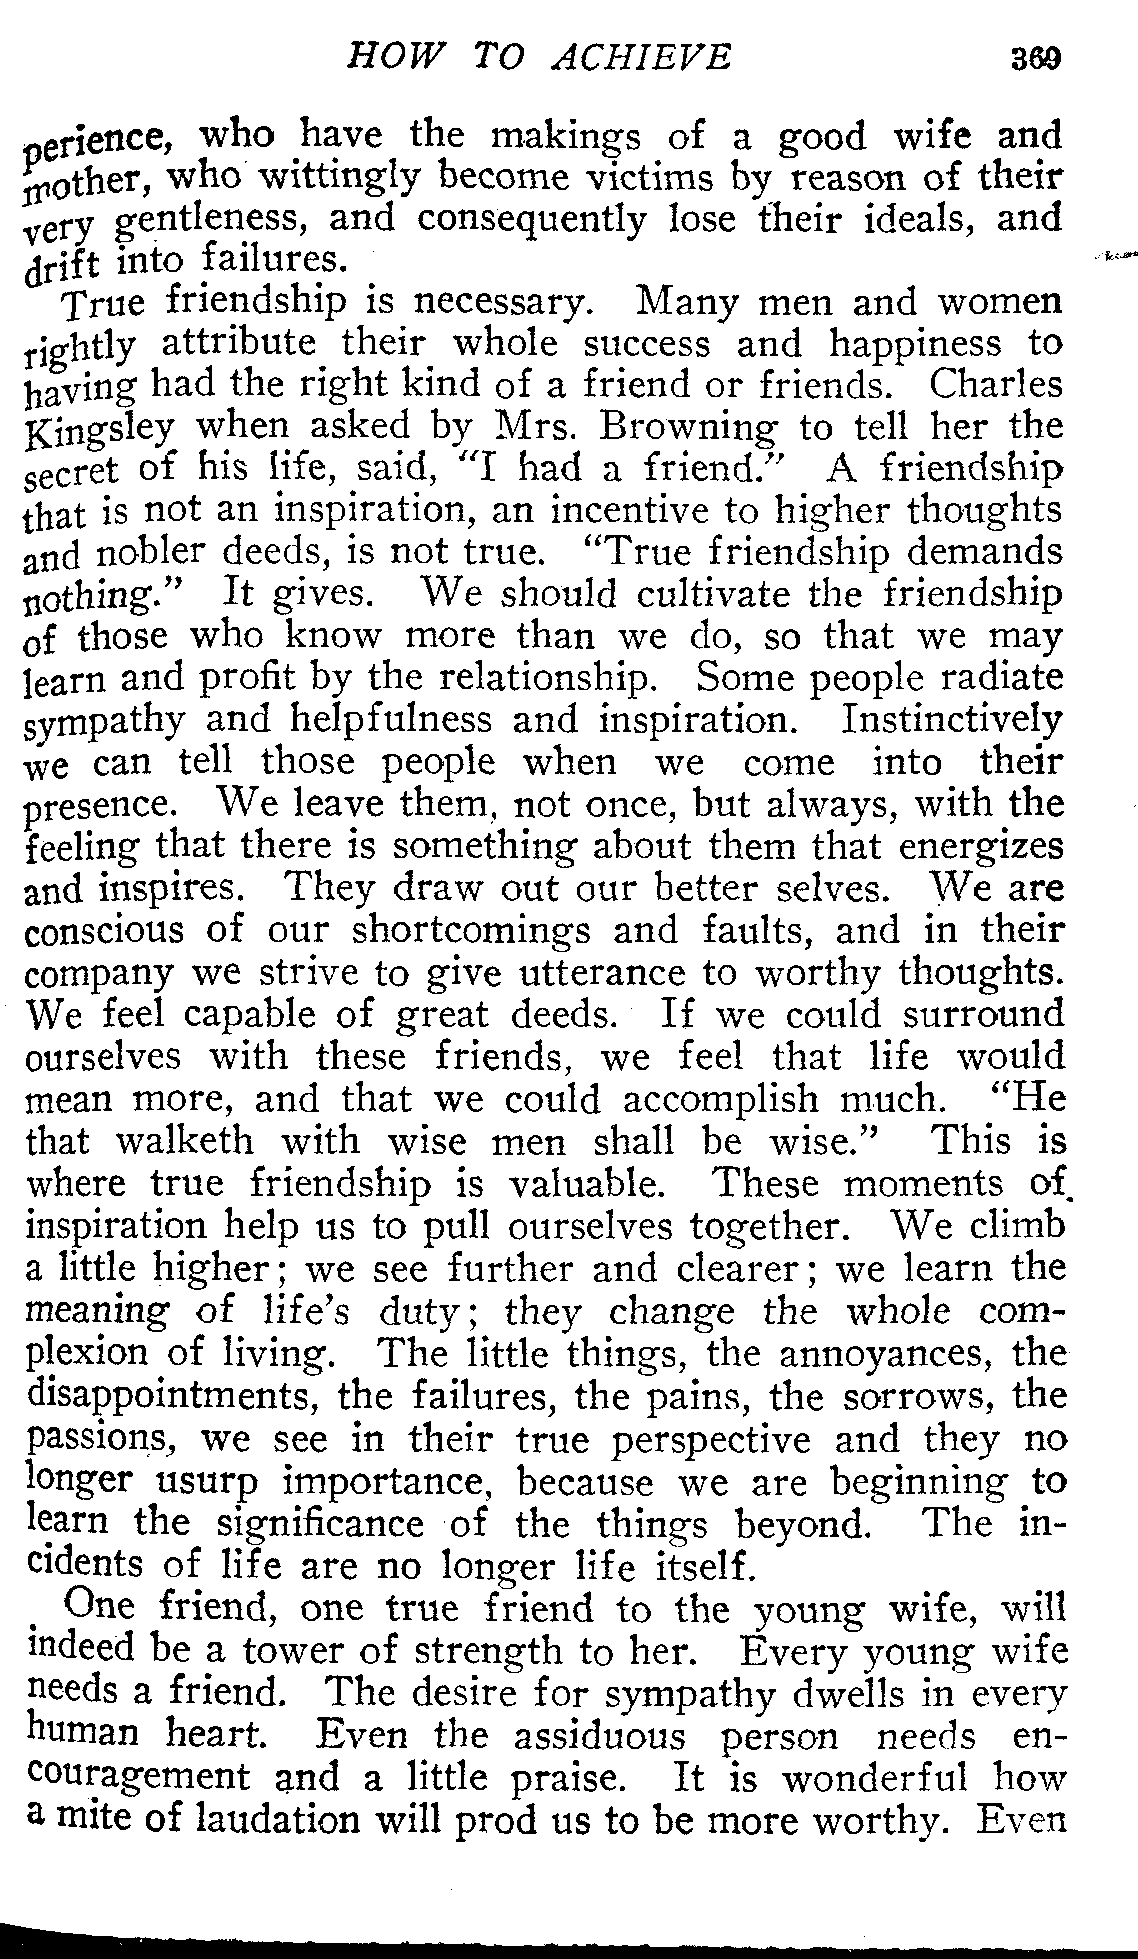 HOW TO ACHIEVE 369
perience, who have the makings of a good wife and
mother, who wittingly become victims by reason of their
very gentleness, and consequently lose their ideals, and
drift into failures.
True friendship is necessary. Many men and women
rightly attribute their whole success and happiness to
having had the right kind of a friend or friends. Charles
Kingsley when asked by Mrs. Browning to tell her the
secret of his life, said, "I had a friend." A friendship
that is not an inspiration, an incentive to higher thoughts
and nobler deeds, is not true. "True friendship demands
nothing." It gives. We should cultivate the friendship
of those who know more than we do, so that we may
learn and profit by the relationship. Some people radiate
sympathy and helpfulness and inspiration. Instinctively
we can tell those people when we come into their
presence. We leave them, not once, but always, with the
feeling that there is something about them that energizes
and inspires. They draw out our better selves. We are
conscious of our shortcomings and faults, and in their
company we strive to give utterance to worthy thoughts.
We feel capable of great deeds. If we could surround
ourselves with these friends, we feel that life would
mean more, and that we could accomplish much. "He
that walketh with wise men shall be wise." This is
where true friendship is valuable. These moments of
inspiration help us to pull ourselves together. We climb
a little higher; we see further and clearer; we learn the
meaning of life's duty; they change the whole com-
plexion of living. The little things, the annoyances, the
disappointments, the failures, the pains, the sorrows, the
passions, we see in their true perspective and they no
longer usurp importance, because we are beginning to
learn the significance of the things beyond. The in-
cidents of life are no longer life itself.
One friend, one true friend to the young wife, will
indeed be a tower of strength to her. Every young wife
needs a friend. The desire for sympathy dwells in every
human heart. Even the assiduous person needs en-
couragement and a little praise. It is wonderful how
a mite of laudation will prod us to be more worthy. Even